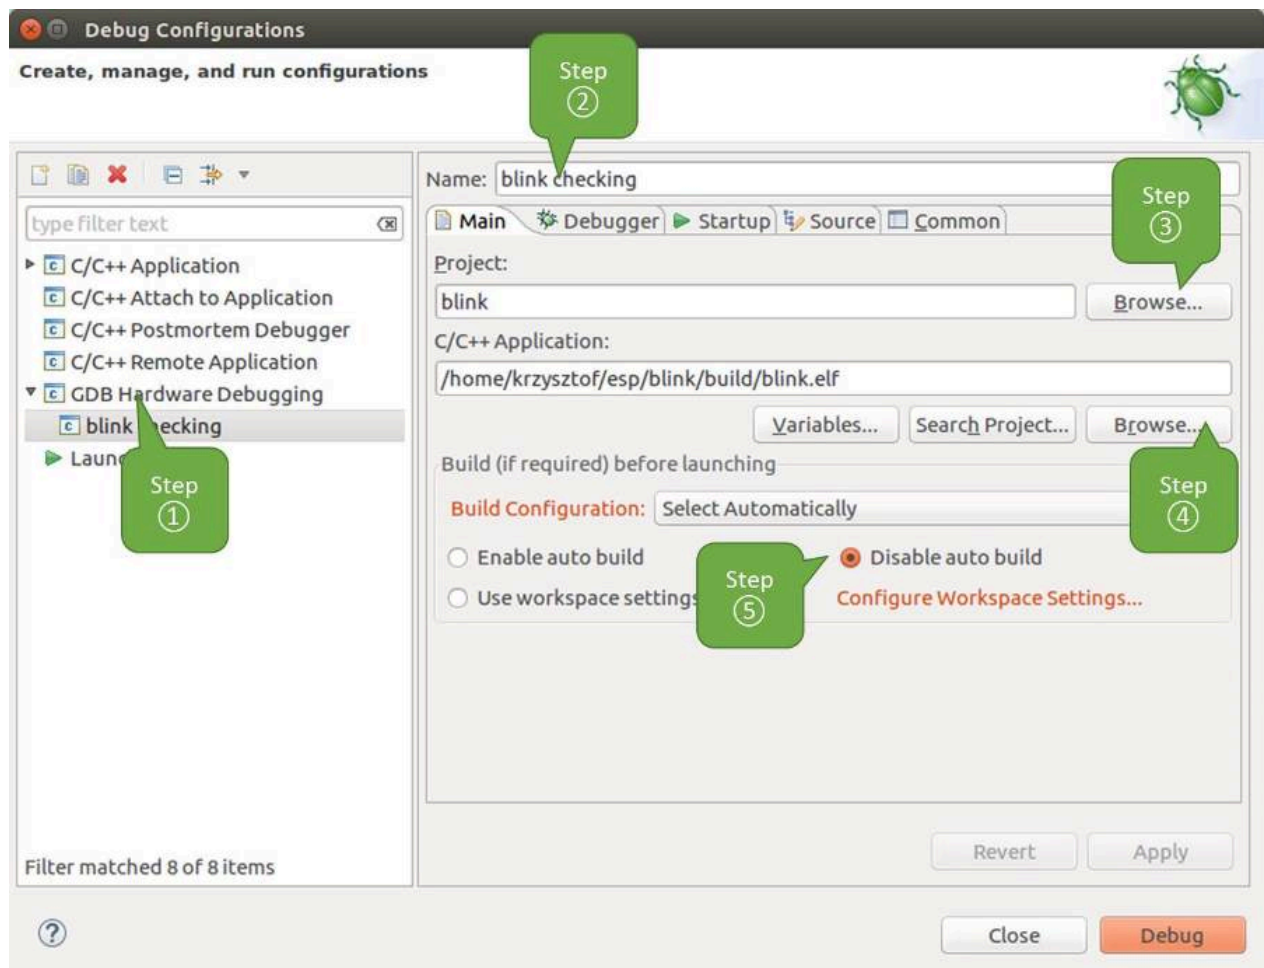 Debug Configurations
Create, manage, and run configurations
Step
②
Name: blink checking
Step
③
type filter text
Main Debugger Startup Source Common
C/C++ Application
C/C++ Attach to Application
C/C++ Postmortem Debugger
C/C++ Remote Application
GDB Hardware Debugging
blink checking
Step
①
Project:
blink
Browse...
C/C++ Application:
/home/krzysztof/esp/blink/build/blink.elf
Variables... Search Project... Browse...
Step
④
Build (if required) before launching
Build Configuration: Select Automatically
Enable auto build
Disable auto build
Step
⑤
Use workspace settings
Configure Workspace Settings...
Filter matched 8 of 8 items
Revert Apply
Close Debug